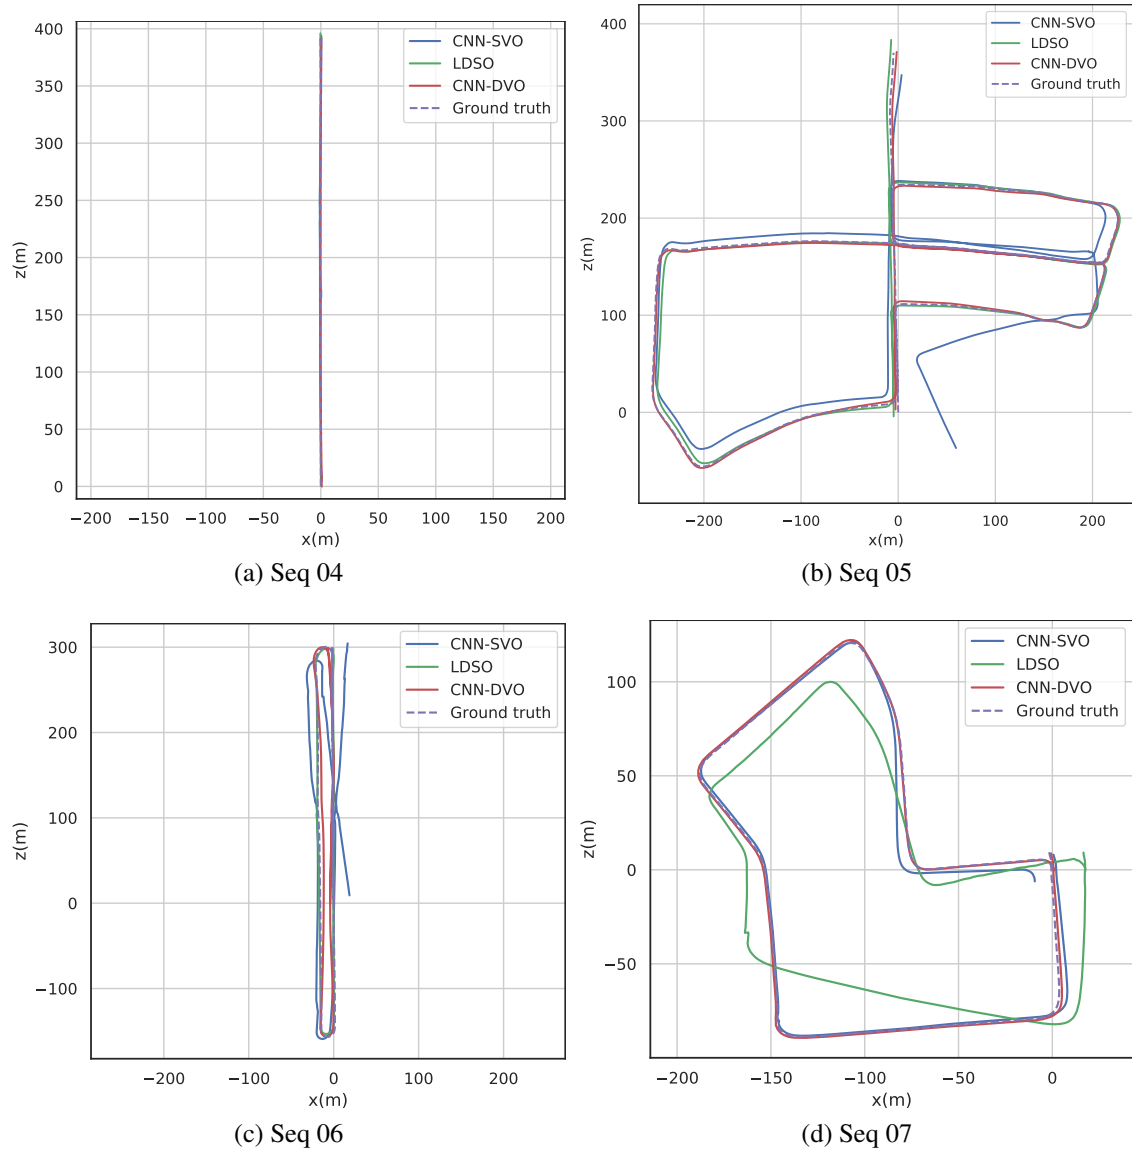 400
350
300
250
200
150
100
50
0
z(m)
−200 −150 −100 −50 0 50 100 150 200
x(m)
CNN-SVO
LDSO
CNN-DVO
Ground truth
(a) Seq 04
400
300
200
100
0
z(m)
−200 −100 0 100 200
x(m)
CNN-SVO
LDSO
CNN-DVO
Ground truth
(b) Seq 05
300
200
100
0
−100
z(m)
−200 −100 0 100 200
x(m)
CNN-SVO
LDSO
CNN-DVO
Ground truth
(c) Seq 06
100
50
0
−50
z(m)
−200 −150 −100 −50 0
x(m)
CNN-SVO
LDSO
CNN-DVO
Ground truth
(d) Seq 07